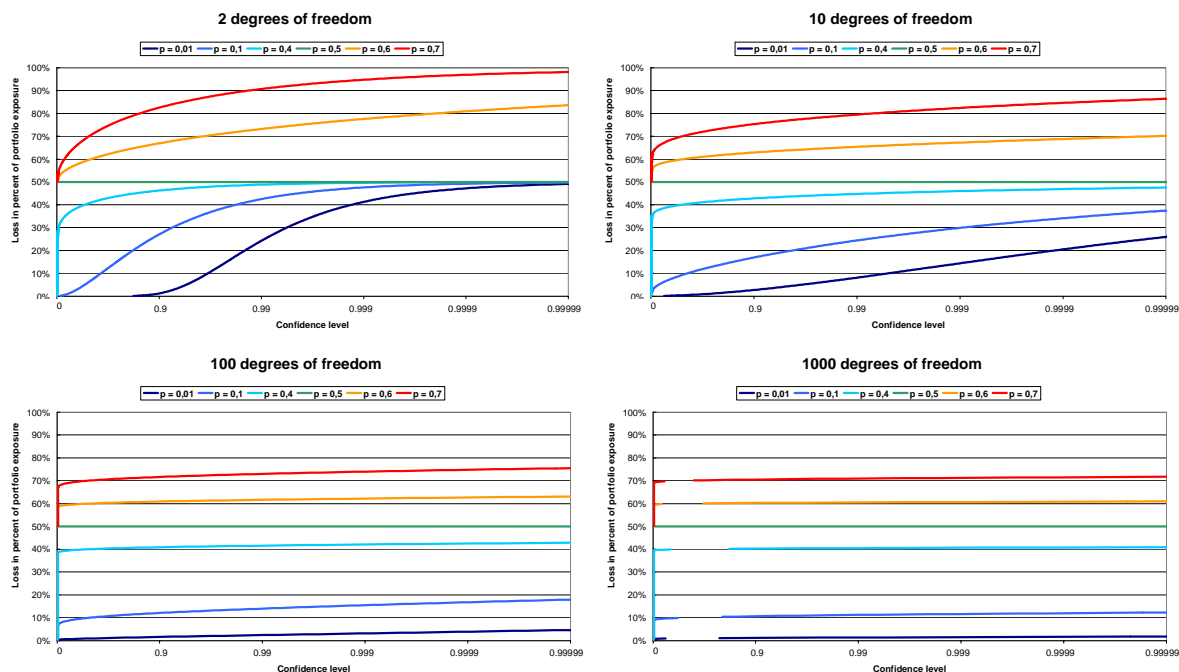 2 degrees of freedom
p = 0,01 p = 0,1 p = 0,4 p = 0,5 p = 0,6 p = 0,7
Loss in percent of portfolio exposure
100%
90%
80%
70%
60%
50%
40%
30%
20%
10%
0%
0 0.9 0.99 0.999 0.9999 0.99999
Confidence level
10 degrees of freedom
p = 0,01 p = 0,1 p = 0,4 p = 0,5 p = 0,6 p = 0,7
Loss in percent of portfolio exposure
100%
90%
80%
70%
60%
50%
40%
30%
20%
10%
0%
0 0.9 0.99 0.999 0.9999 0.99999
Confidence level
100 degrees of freedom
p = 0,01 p = 0,1 p = 0,4 p = 0,5 p = 0,6 p = 0,7
Loss in percent of portfolio exposure
100%
90%
80%
70%
60%
50%
40%
30%
20%
10%
0%
0 0.9 0.99 0.999 0.9999 0.99999
Confidence level
1000 degrees of freedom
p = 0,01 p = 0,1 p = 0,4 p = 0,5 p = 0,6 p = 0,7
Loss in percent of portfolio exposure
100%
90%
80%
70%
60%
50%
40%
30%
20%
10%
0%
0 0.9 0.99 0.999 0.9999 0.99999
Confidence level